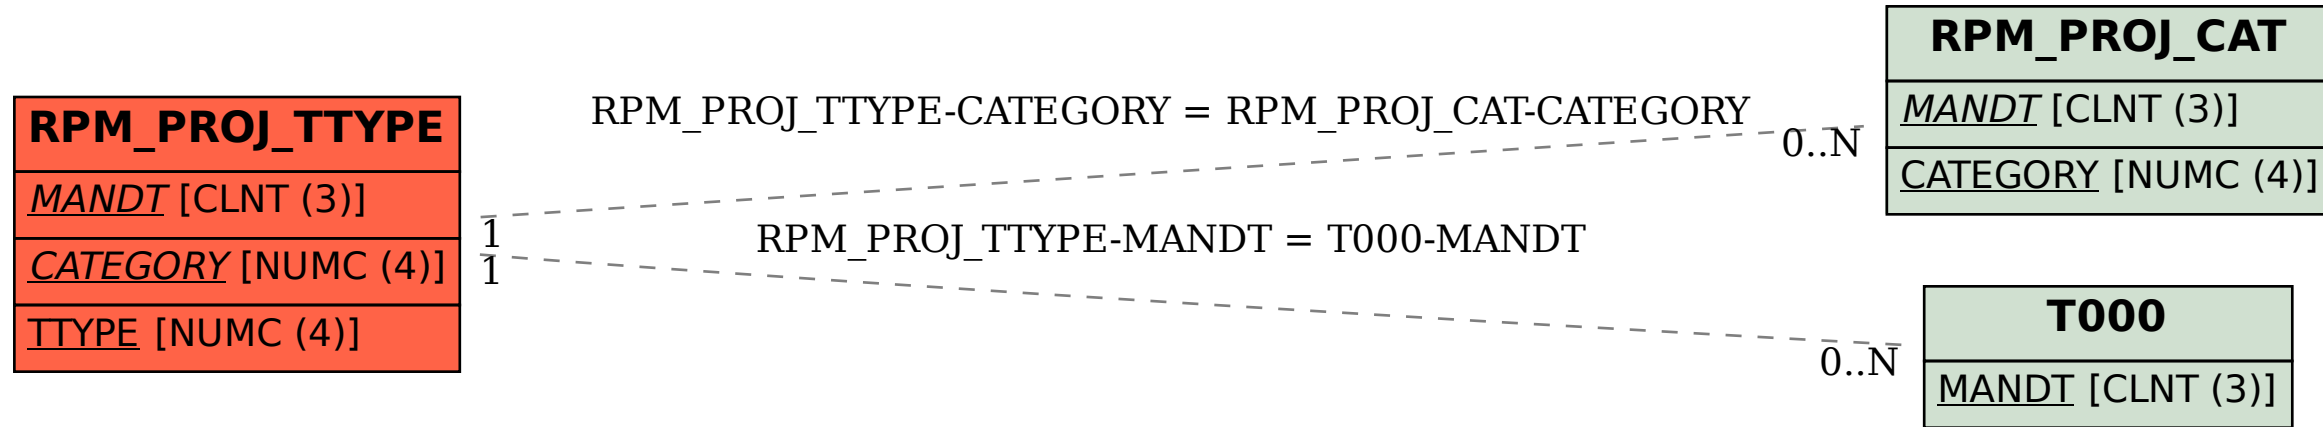 RPM_PROJ_TTYPE
MANDT [CLNT (3)]
CATEGORY [NUMC (4)]
TTYPE [NUMC (4)]
RPM_PROJ_TTYPE-CATEGORY = RPM_PROJ_CAT-CATEGORY
0..N
1
RPM_PROJ_TTYPE-MANDT = T000-MANDT
1
0..N
RPM_PROJ_CAT
MANDT [CLNT (3)]
CATEGORY [NUMC (4)]
T000
MANDT [CLNT (3)]